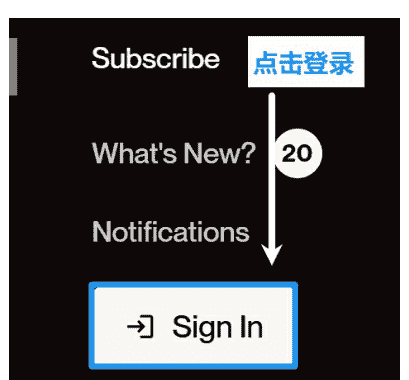 Subscribe
点击登录
What's New?
20
Notifications
Sign In